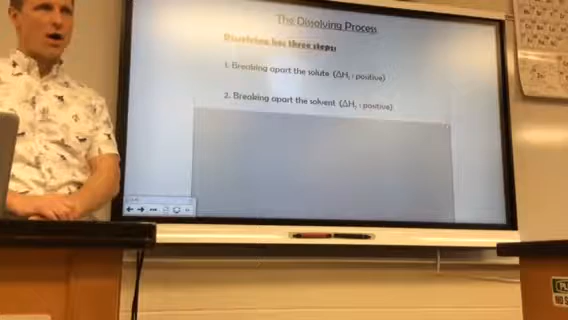 The Dissolving Process
Dissolving has three steps:
1. Breaking apart the solute (ΔH₁ : positive)
2. Breaking apart the solvent (ΔH₂ : positive)